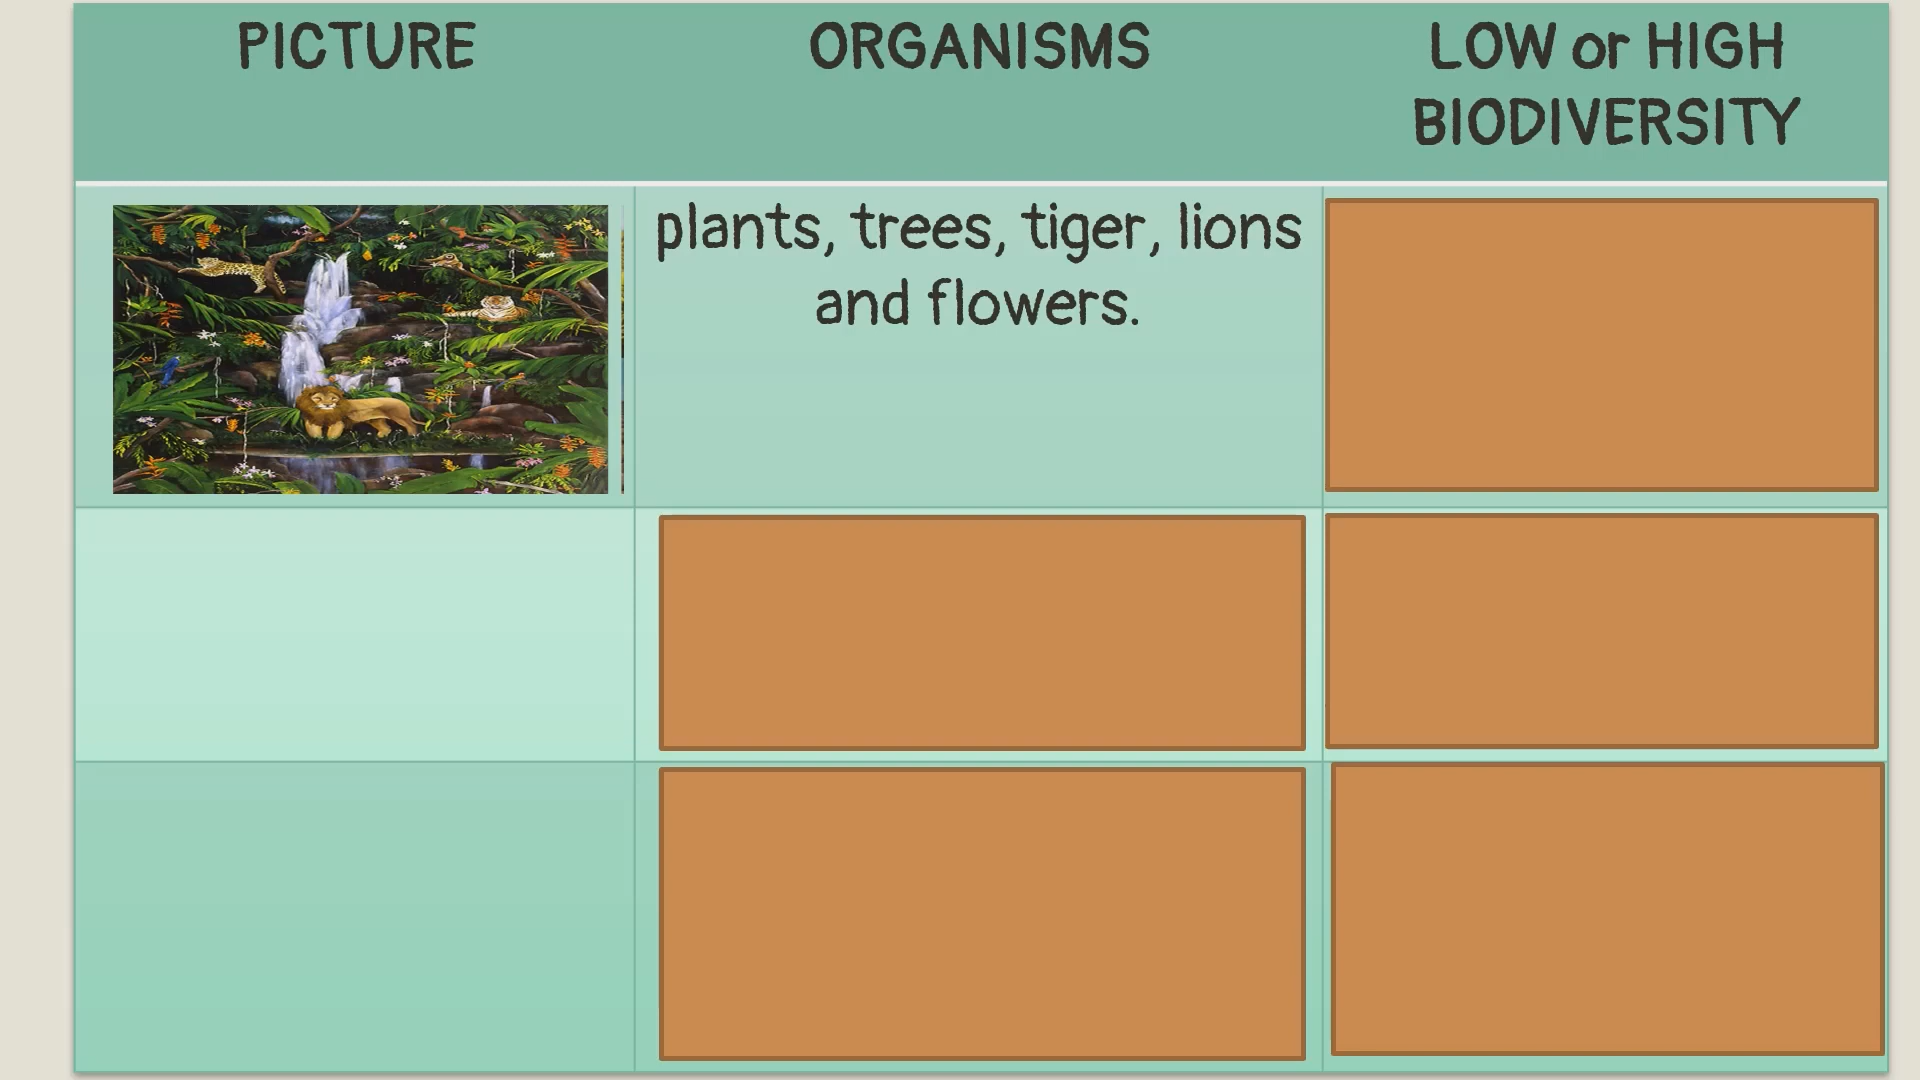 PICTURE
ORGANISMS
LOW or HIGH
BIODIVERSITY
plants, trees, tiger, lions
and flowers.